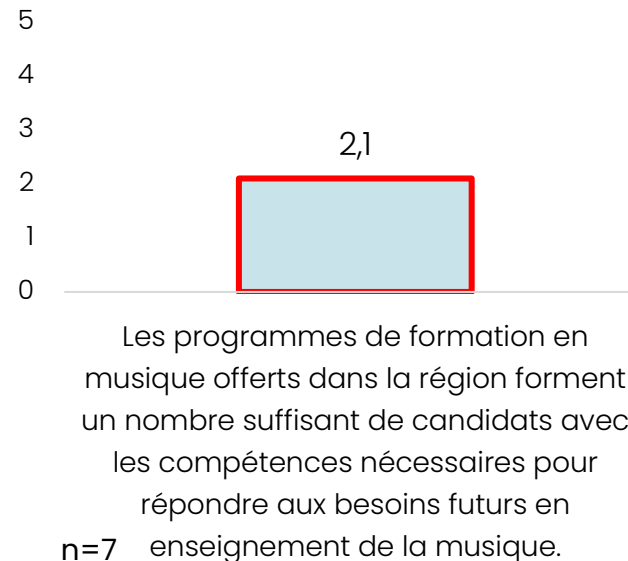 5
4
3
2,1
2
1
0
Les programmes de formation en
musique offerts dans la région forment
un nombre suffisant de candidats avec
les compétences nécessaires pour
répondre aux besoins futurs en
n=7 enseignement de la musique.